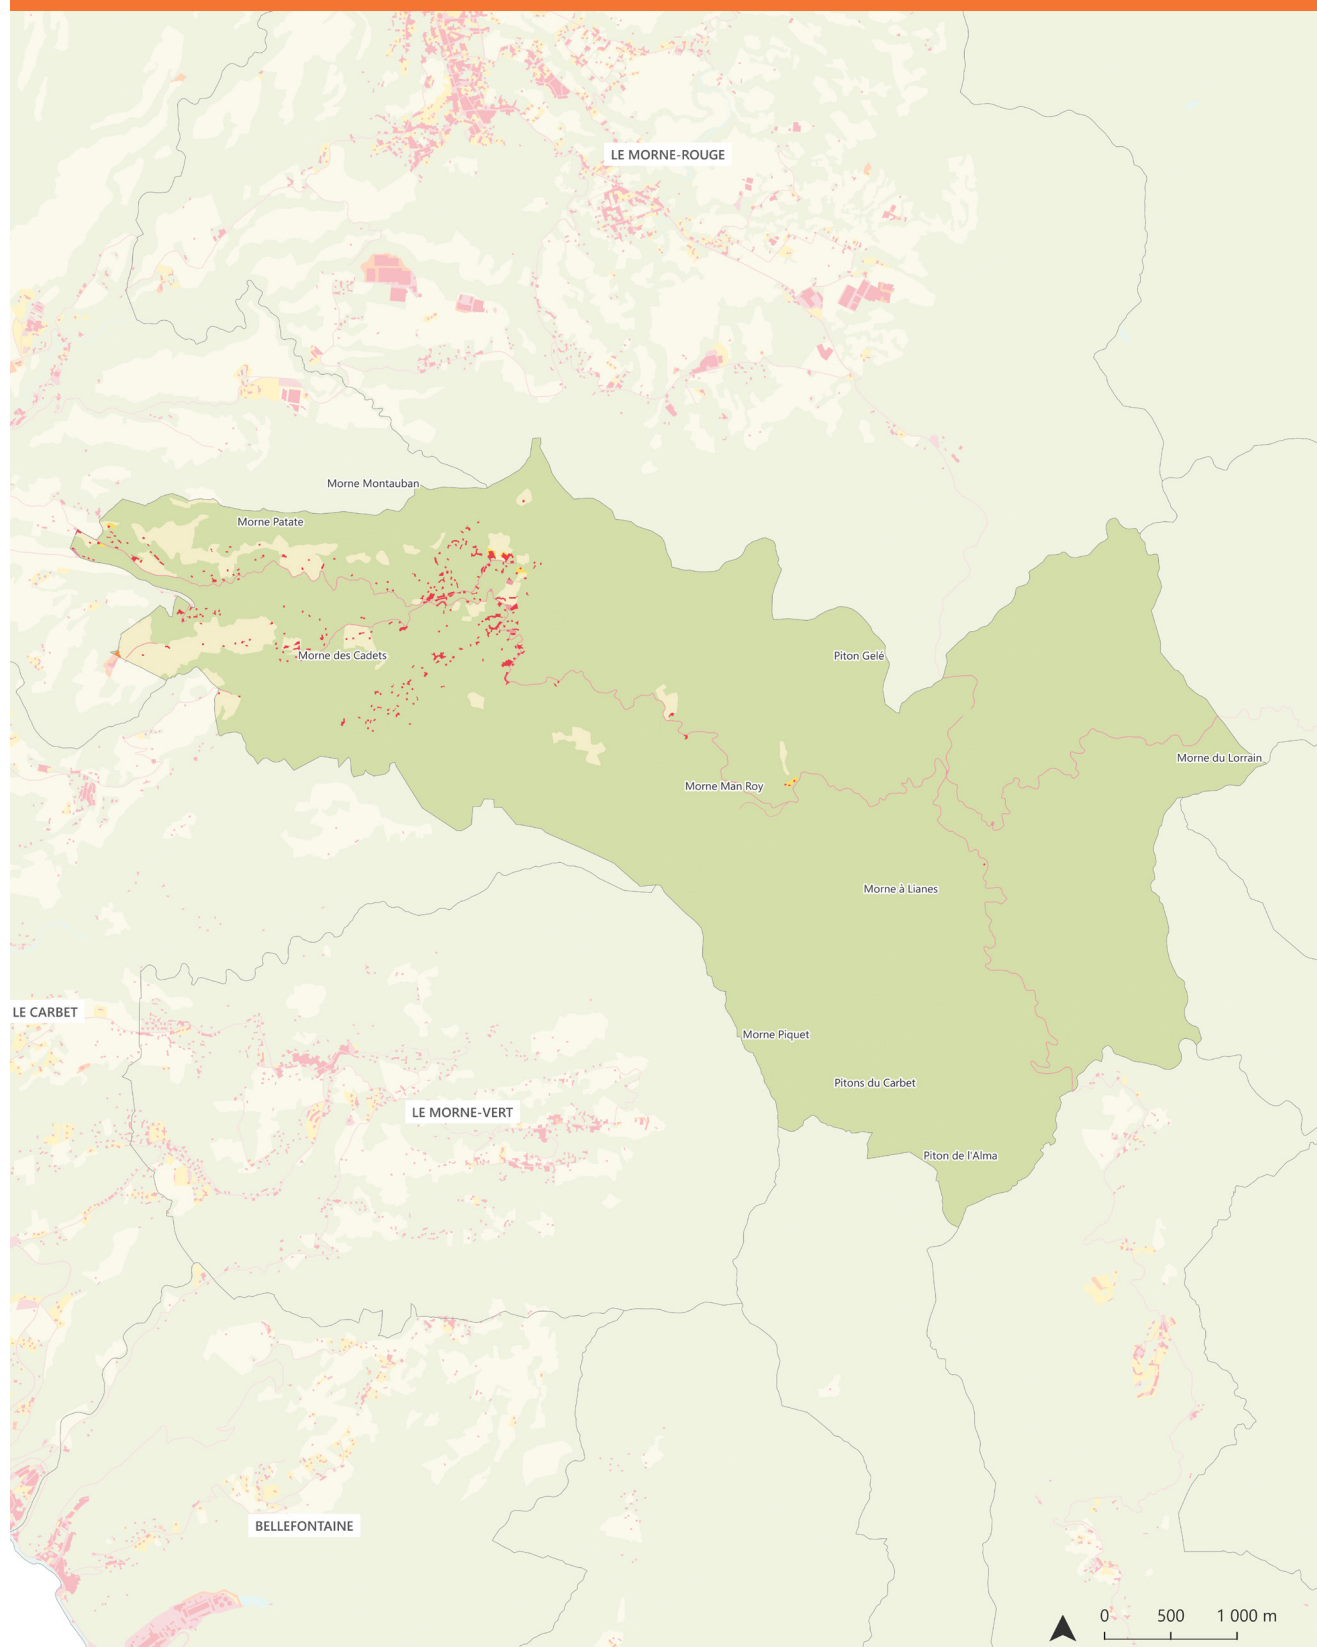 LE MORNE-ROUGE
Morne Montauban
Morne Patate
Morne des Cadets
Piton Gelé
Morne du Lorrain
Morne Man Roy
Morne à Lianes
LE CARBET
Morne Piquet
Pitons du Carbet
LE MORNE-VERT
Piton de l'Alma
BELLEFONTAINE
0 500 1 000 m